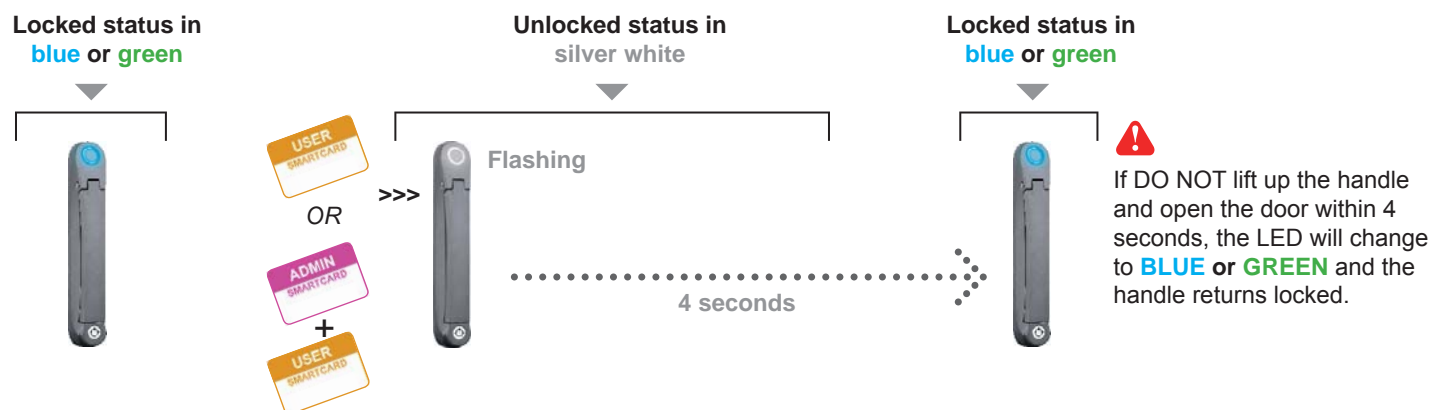 Locked status in
blue or green
Unlocked status in
silver white
Locked status in
blue or green
USER
SMARTCARD
OR
ADMIN
SMARTCARD
+
USER
SMARTCARD
>>>
Flashing
4 seconds
!
If DO NOT lift up the handle
and open the door within 4
seconds, the LED will change
to BLUE or GREEN and the
handle returns locked.